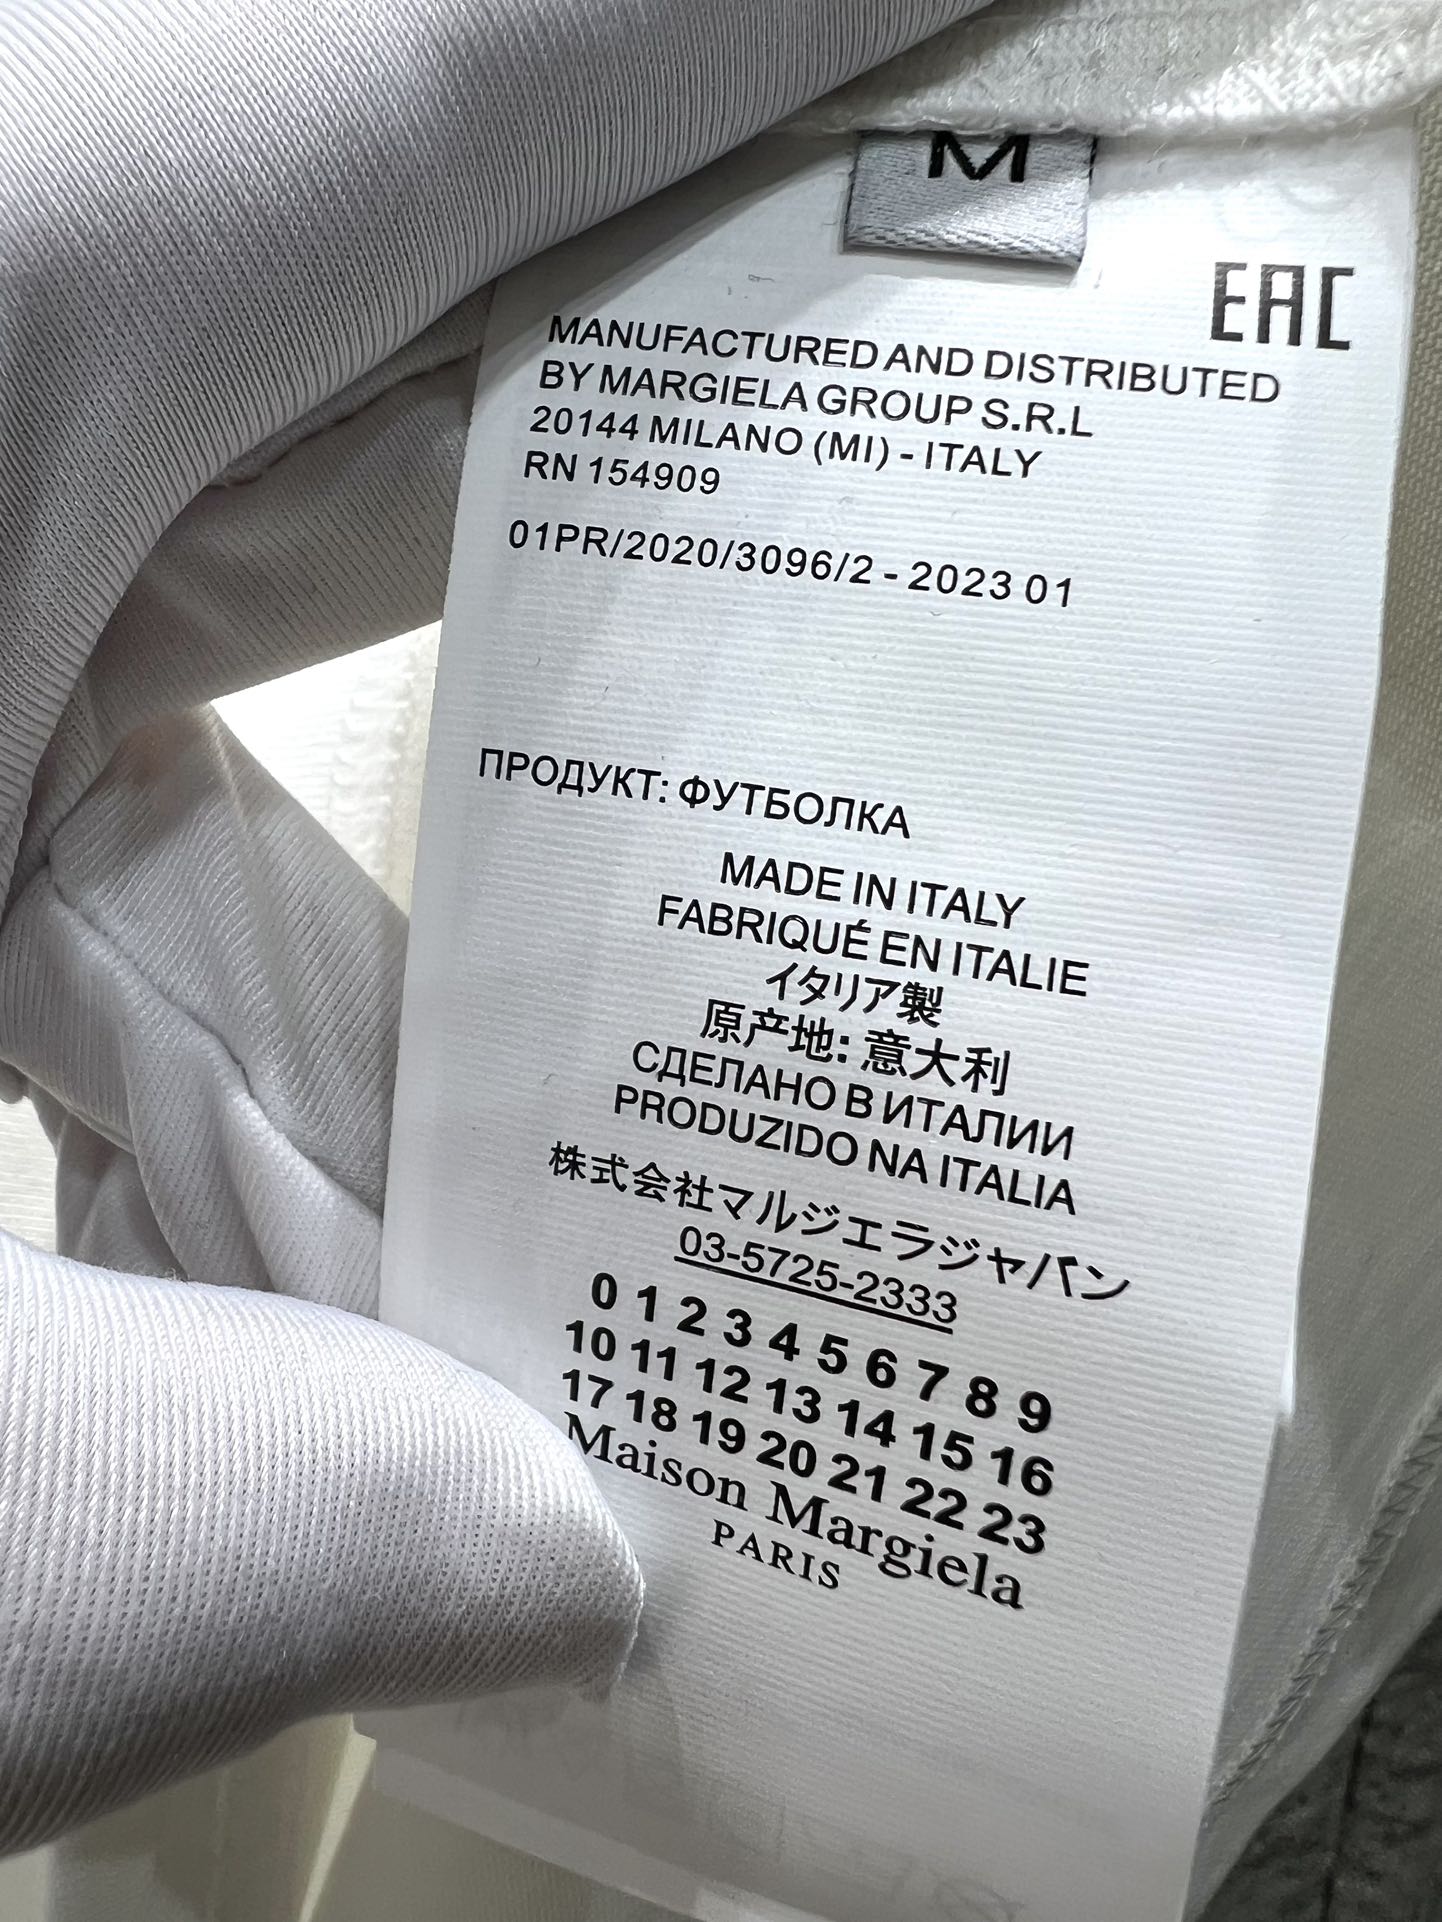 M
EAC
MANUFACTURED AND DISTRIBUTED
BY MARGIELA GROUP S.R.L
20144 MILANO (MI) - ITALY
RN 154909
01PR/2020/3096/2 - 2023 01
ПРОДУКТ: ФУТБОЛКА
MADE IN ITALY
FABRIQUÉ EN ITALIE
イタリア製
原产地: 意大利
СДЕЛАНО В ИТАЛИИ
PRODUZIDO NA ITALIA
株式会社マルジェラジャパン
03-5725-2333
0 1 2 3 4 5 6 7 8 9
10 11 12 13 14 15 16
17 18 19 20 21 22 23
Maison Margiela
PARIS